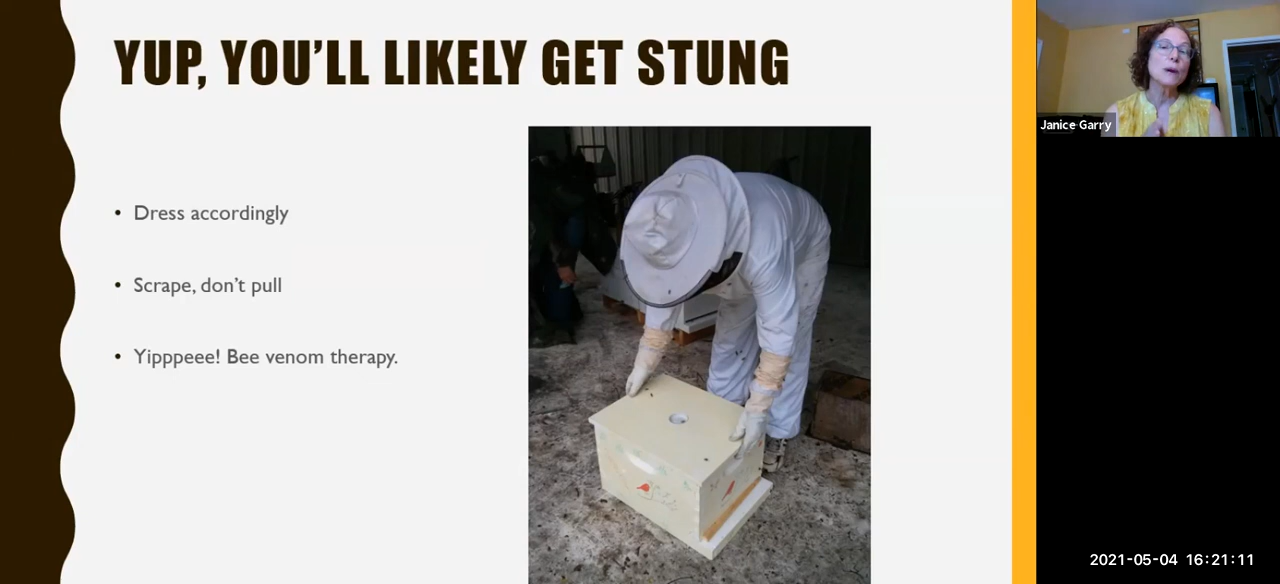 YUP, YOU'LL LIKELY GET STUNG
• Dress accordingly
• Scrape, don't pull
• Yipppeee! Bee venom therapy.
Janice Garry
2021-05-04 16:21:11